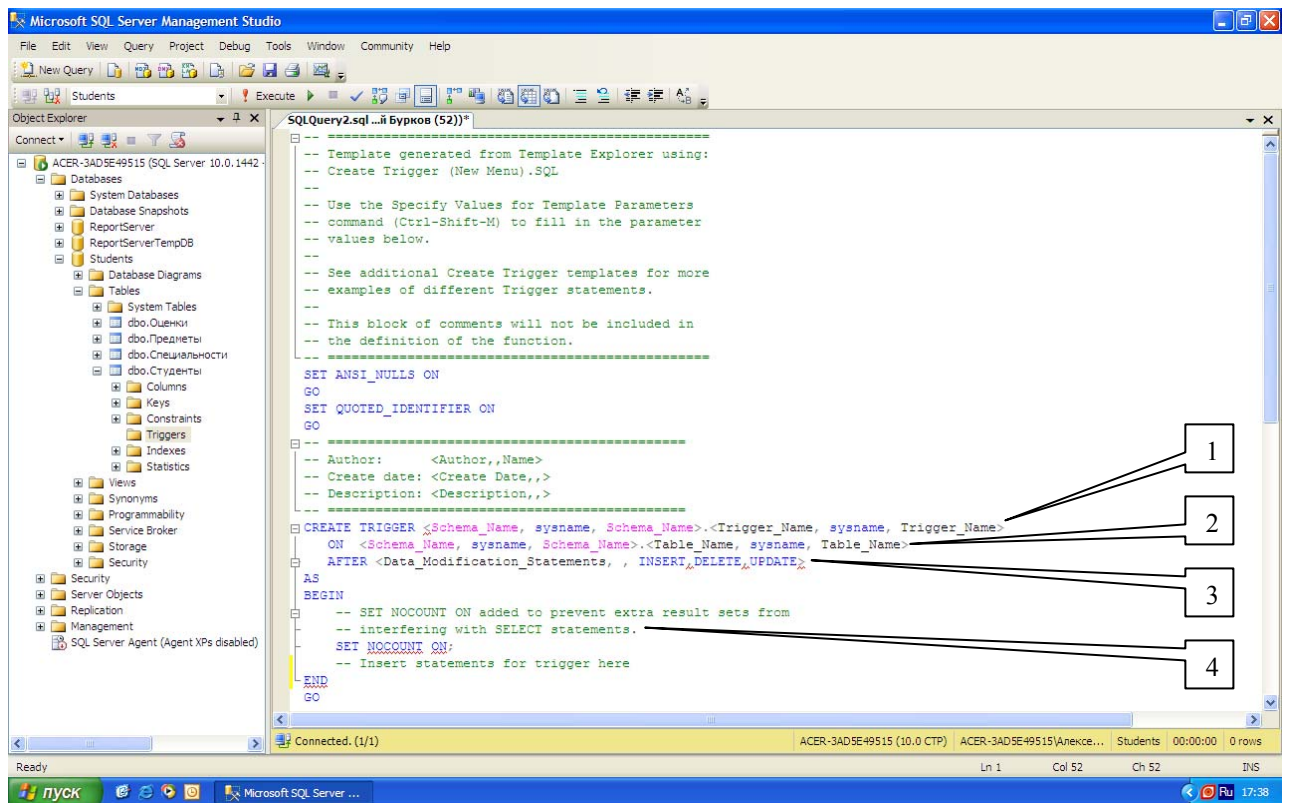 Microsoft SQL Server Management Studio
File Edit View Query Project Debug Tools Window Community Help
New Query
Students Execute
Object Explorer
SQLQuery2.sql ...й Бурков (52))*
Connect
ACER-3AD5E49515 (SQL Server 10.0.1442 -
Databases
System Databases
Database Snapshots
ReportServer
ReportServerTempDB
Students
Database Diagrams
Tables
System Tables
dbo.Оценки
dbo.Предметы
dbo.Специальности
dbo.Студенты
Columns
Keys
Constraints
Triggers
Indexes
Statistics
Views
Synonyms
Programmability
Service Broker
Storage
Security
Security
Server Objects
Replication
Management
SQL Server Agent (Agent XPs disabled)
-- ================================================
-- Template generated from Template Explorer using:
-- Create Trigger (New Menu).SQL
--
-- Use the Specify Values for Template Parameters
-- command (Ctrl-Shift-M) to fill in the parameter
-- values below.
--
-- See additional Create Trigger templates for more
-- examples of different Trigger statements.
--
-- This block of comments will not be included in
-- the definition of the function.
-- ================================================
SET ANSI_NULLS ON
GO
SET QUOTED_IDENTIFIER ON
GO
-- =============================================
-- Author: <Author,,Name>
-- Create date: <Create Date,,>
-- Description: <Description,,>
-- =============================================
CREATE TRIGGER <Schema_Name, sysname, Schema_Name>.<Trigger_Name, sysname, Trigger_Name>
ON <Schema_Name, sysname, Schema_Name>.<Table_Name, sysname, Table_Name>
AFTER <Data_Modification_Statements, , INSERT,DELETE,UPDATE>
AS
BEGIN
-- SET NOCOUNT ON added to prevent extra result sets from
-- interfering with SELECT statements.
SET NOCOUNT ON;
-- Insert statements for trigger here
END
GO
1
2
3
4
Connected. (1/1) ACER-3AD5E49515 (10.0 CTP) ACER-3AD5E49515\Алексе... Students 00:00:00 0 rows
Ready Ln 1 Col 52 Ch 52 INS
пуск Microsoft SQL Server ... Ru 17:38